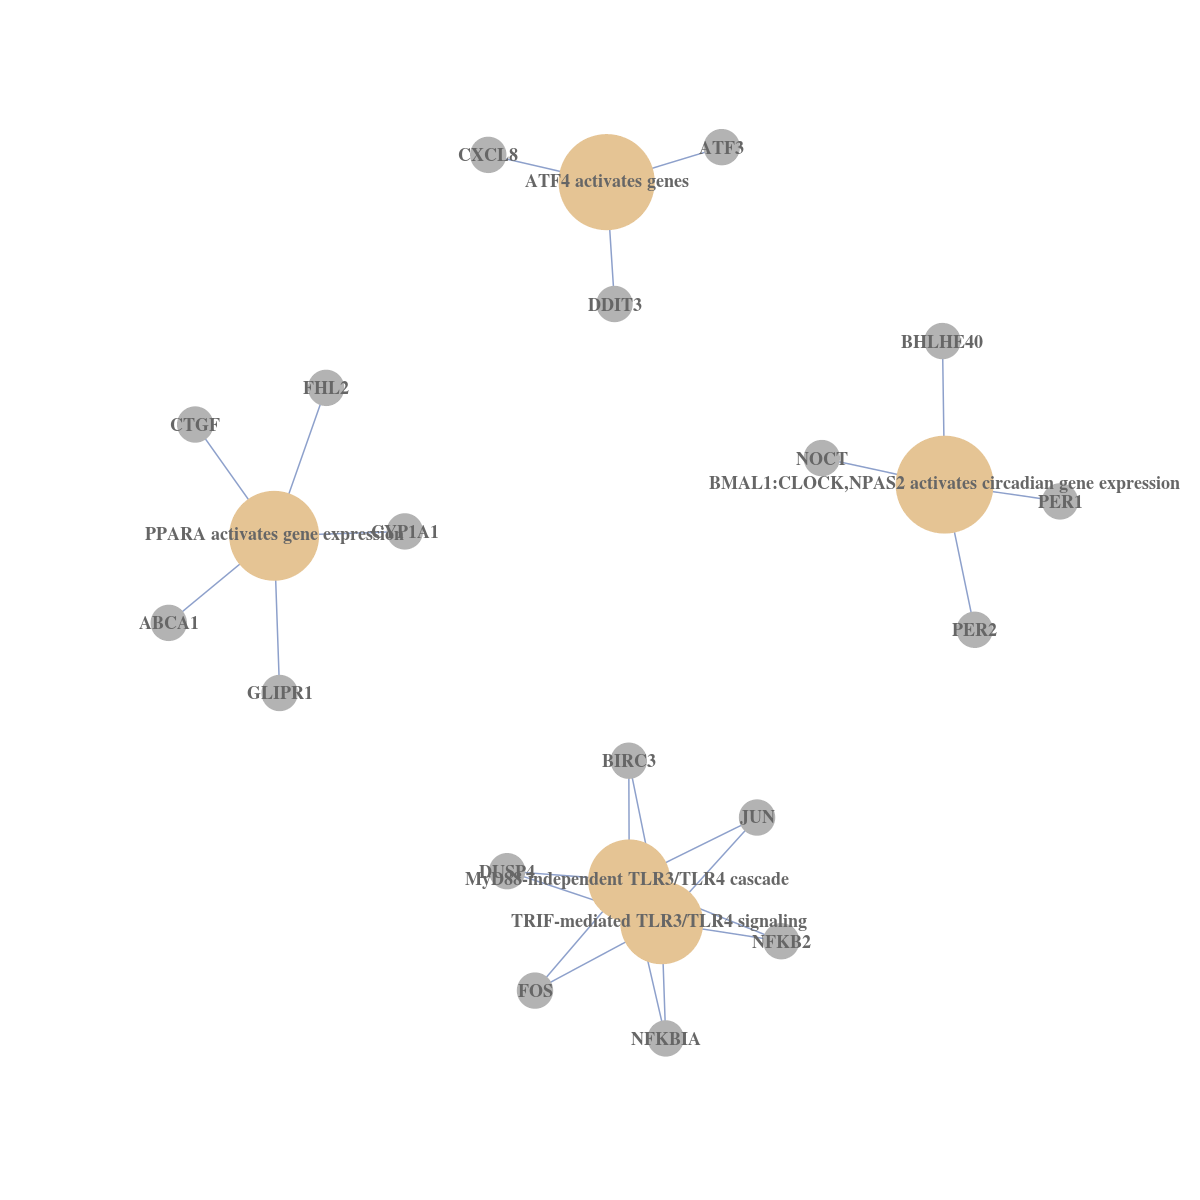 ATF3
CXCL8
ATF4 activates genes
DDIT3
BHLHE40
FHL2
CTGF
NOCT
BMAL1:CLOCK,NPAS2 activates circadian gene expression
PER1
PPARA activates gene expression
CYP1A1
ABCA1
PER2
GLIPR1
BIRC3
JUN
DUSP4
MyD88-independent TLR3/TLR4 cascade
TRIF-mediated TLR3/TLR4 signaling
NFKB2
FOS
NFKBIA